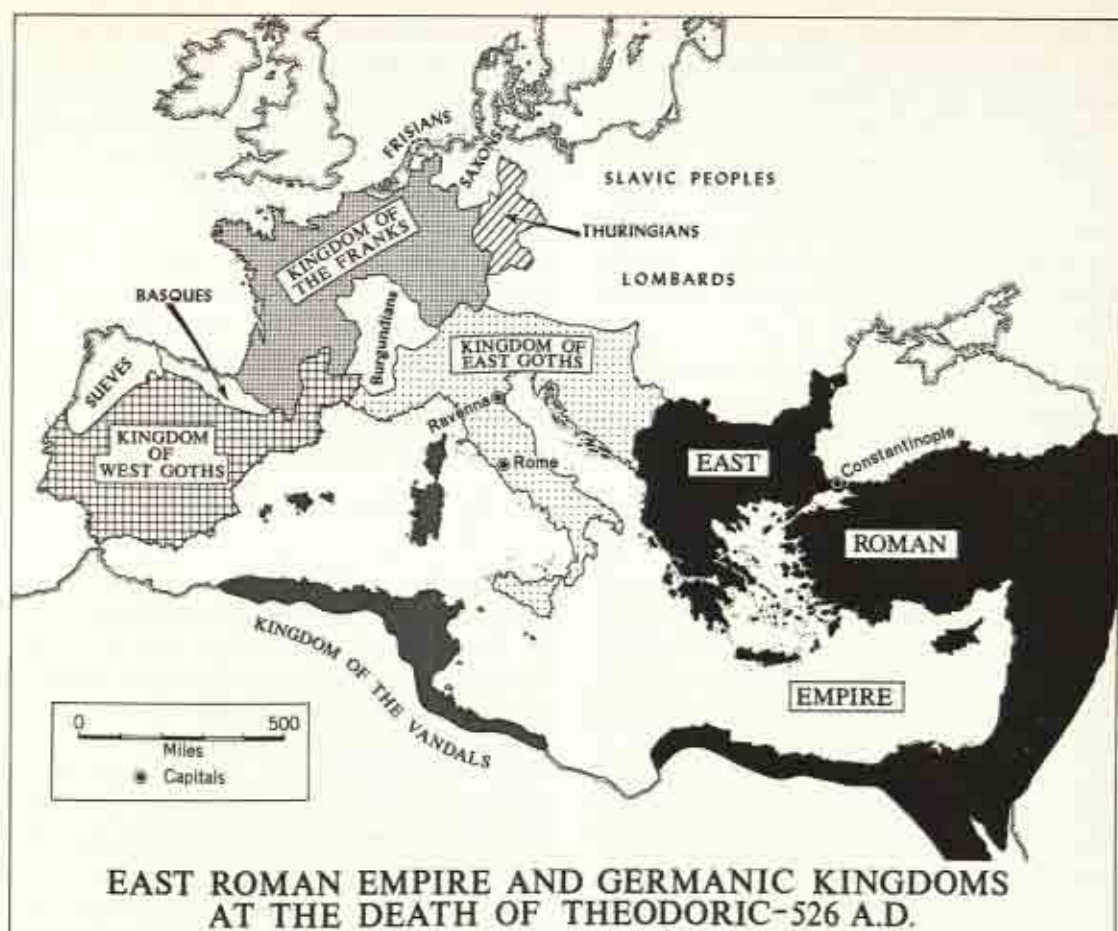 FRISIANS
SAXONS
SLAVIC PEOPLES
THURINGIANS
KINGDOM OF
THE FRANKS
LOMBARDS
BASQUES
Burgundians
KINGDOM OF
EAST GOTHS
SUEVES
KINGDOM
OF
WEST GOTHS
Ravenna
Rome
EAST
Constantinople
ROMAN
KINGDOM OF THE VANDALS
EMPIRE
0 500
Miles
Capitals
EAST ROMAN EMPIRE AND GERMANIC KINGDOMS
AT THE DEATH OF THEODORIC-526 A.D.